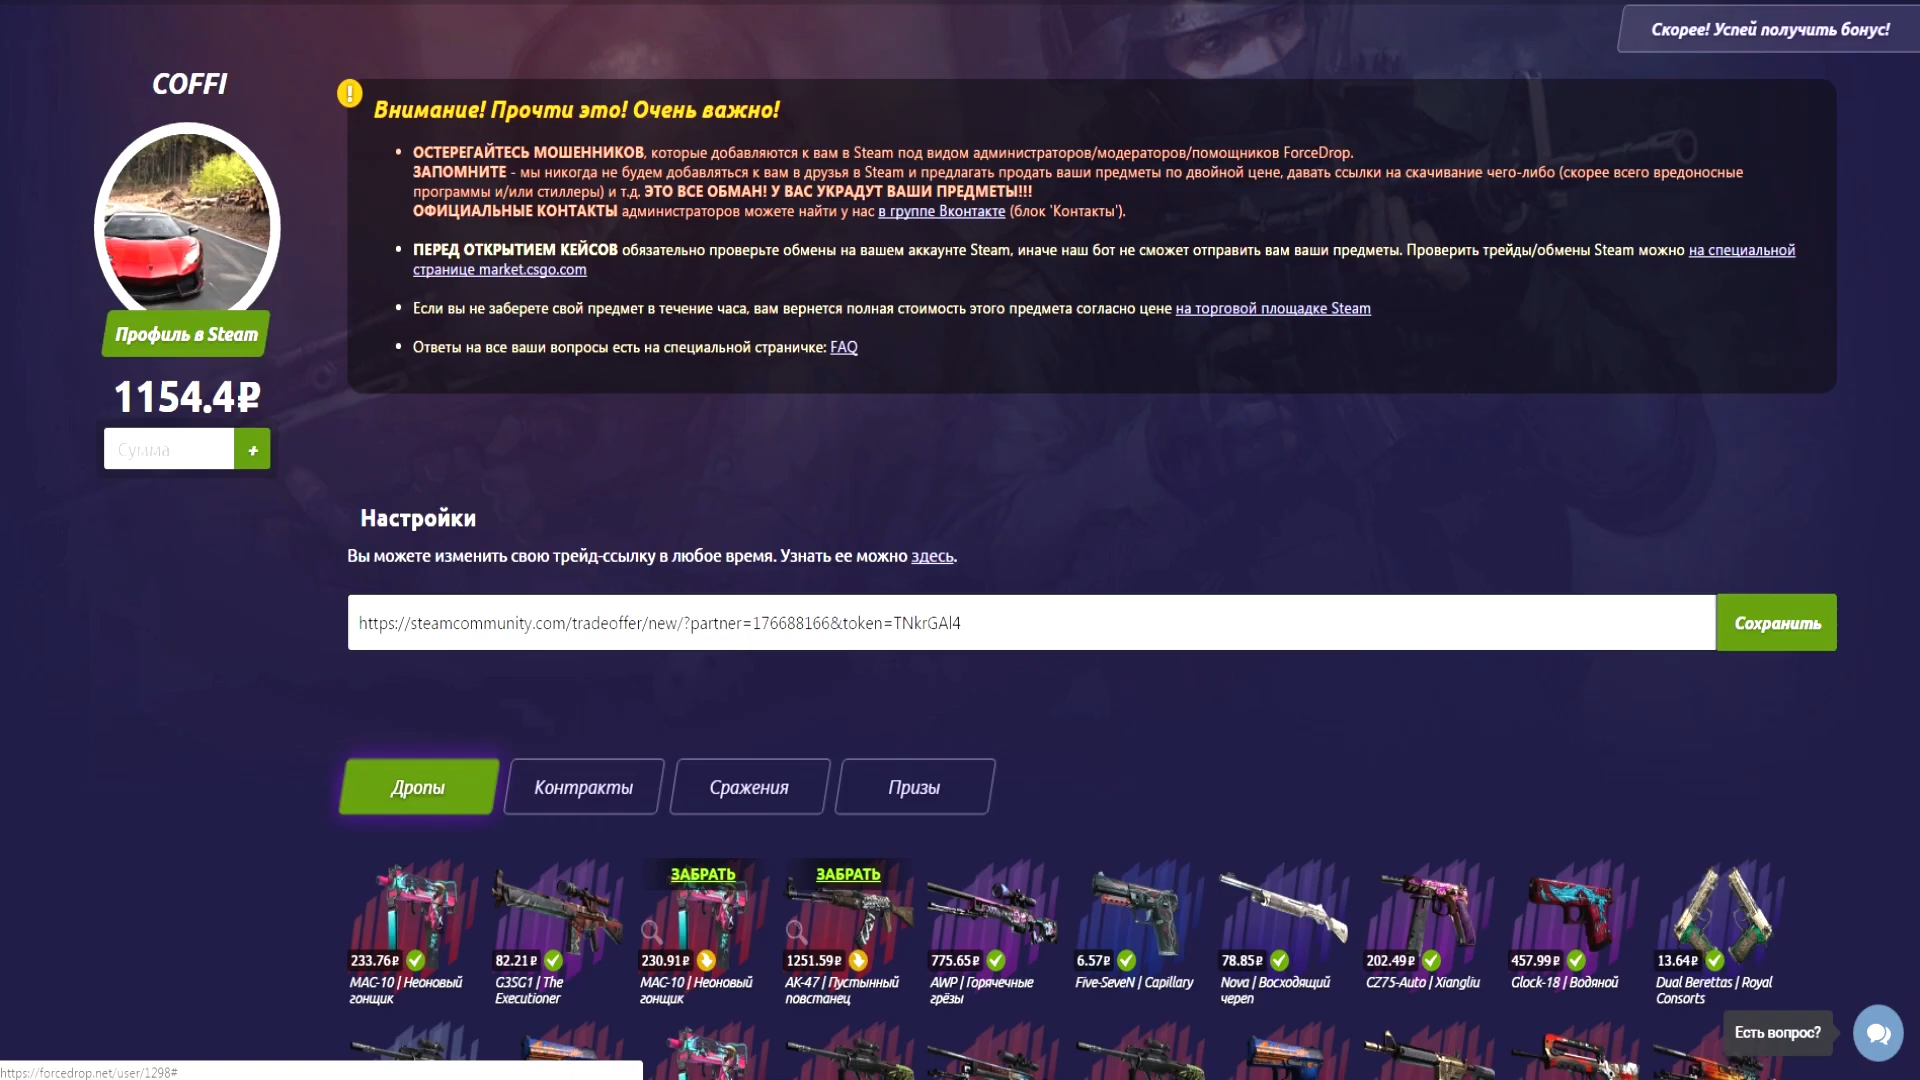 Скорее! Успей получить бонус!
COFFI
Внимание! Прочти это! Очень важно!
ОСТЕРЕГАЙТЕСЬ МОШЕННИКОВ, которые добавляются к вам в Steam под видом администраторов/модераторов/помощников ForceDrop.
ЗАПОМНИТЕ - мы никогда не будем добавляться к вам в друзья в Steam и предлагать продать ваши предметы по двойной цене, давать ссылки на скачивание чего-либо (скорее всего вредоносные
программы и/или стиллеры) и т.д. ЭТО ВСЕ ОБМАН! У ВАС УКРАДУТ ВАШИ ПРЕДМЕТЫ!!!
ОФИЦИАЛЬНЫЕ КОНТАКТЫ администраторов можете найти у нас в группе Вконтакте (блок 'Контакты').
ПЕРЕД ОТКРЫТИЕМ КЕЙСОВ обязательно проверьте обмены на вашем аккаунте Steam, иначе наш бот не сможет отправить вам ваши предметы. Проверить трейды/обмены Steam можно на специальной
странице market.csgo.com
Если вы не заберете свой предмет в течение часа, вам вернется полная стоимость этого предмета согласно цене на торговой площадке Steam
Ответы на все ваши вопросы есть на специальной страничке: FAQ
Профиль в Steam
1154.4₽
Сумма +
Настройки
Вы можете изменить свою трейд-ссылку в любое время. Узнать ее можно здесь.
https://steamcommunity.com/tradeoffer/new/?partner=176688166&token=TNkrGAl4
Сохранить
Дропы Контракты Сражения Призы
ЗАБРАТЬ ЗАБРАТЬ
233.76₽ 82.21₽ 230.91₽ 1251.59₽ 775.65₽ 6.57₽ 78.85₽ 202.49₽ 457.99₽ 13.64₽
MAC-10 | Неоновый G3SG1 | The MAC-10 | Неоновый AK-47 | Пустынный AWP | Горячечные Five-SeveN | Capillary Nova | Восходящий CZ75-Auto | Xiangliu Glock-18 | Водяной Dual Berettas | Royal
гонщик Executioner гонщик повстанец грёзы череп Consorts
Есть вопрос?
https://forcedrop.net/user/1298#